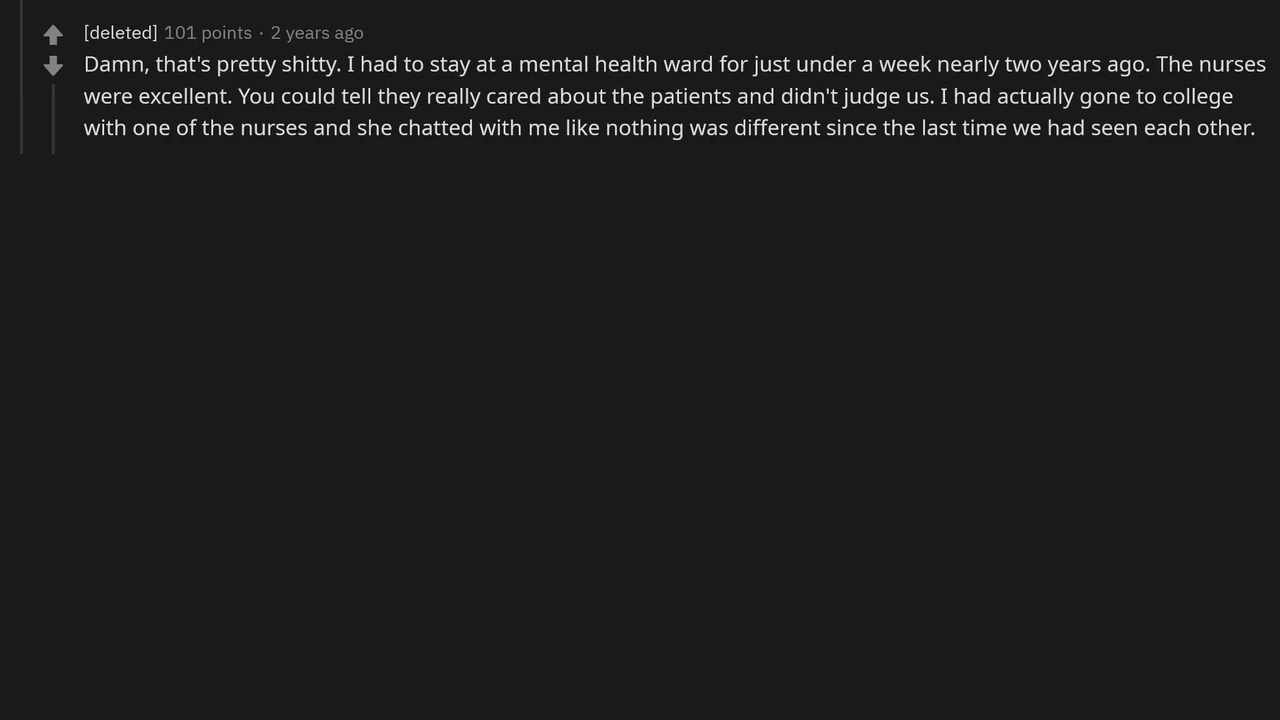 [deleted] 101 points · 2 years ago
Damn, that's pretty shitty. I had to stay at a mental health ward for just under a week nearly two years ago. The nurses
were excellent. You could tell they really cared about the patients and didn't judge us. I had actually gone to college
with one of the nurses and she chatted with me like nothing was different since the last time we had seen each other.